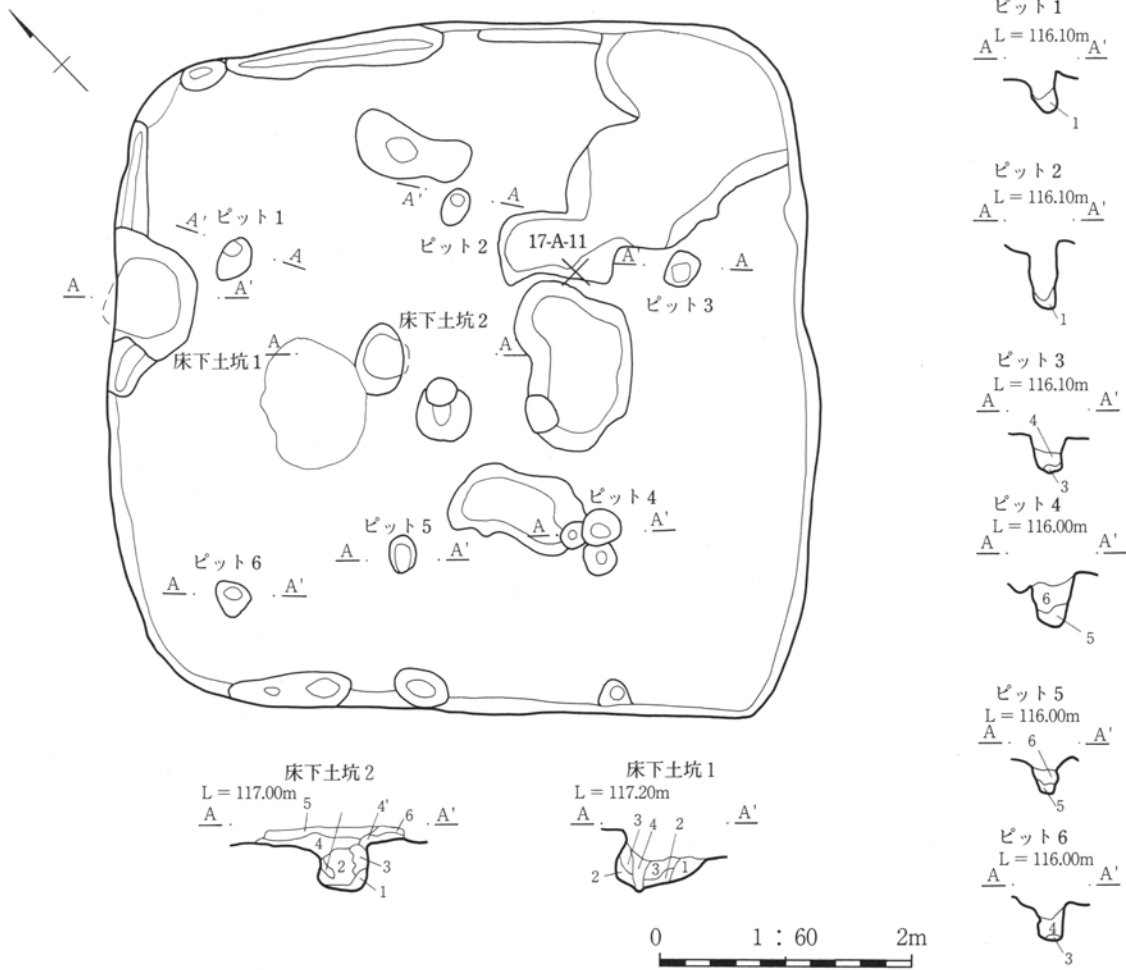 ピット1
L = 116.10m
A A'
1
ピット2
L = 116.10m
A A'
1
ピット3
L = 116.10m
A A'
4
3
ピット4
L = 116.00m
A A'
6
5
ピット5
L = 116.00m
A A'
6
5
ピット6
L = 116.00m
A A'
4
3
A' ピット1
A
A' A
ピット2
17-A-11
A' A
ピット3
A A'
床下土坑1
床下土坑2
A A
ピット4
A A'
ピット5
A A'
ピット6
A A'
床下土坑2
L = 117.00m
A A'
5 4' 6
4 2 3
1
床下土坑1
L = 117.20m
A A'
3 4 2
2 3 1
0 1 : 60 2m